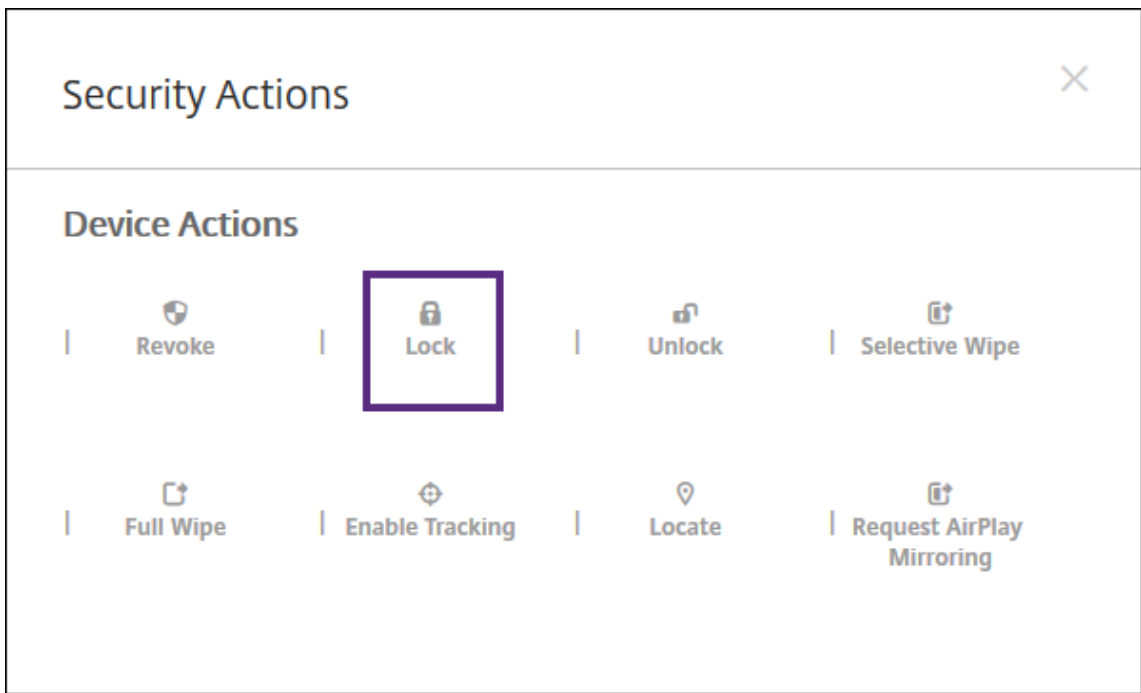 Security Actions
Device Actions
Revoke
Lock
Unlock
Selective Wipe
Full Wipe
Enable Tracking
Locate
Request AirPlay
Mirroring